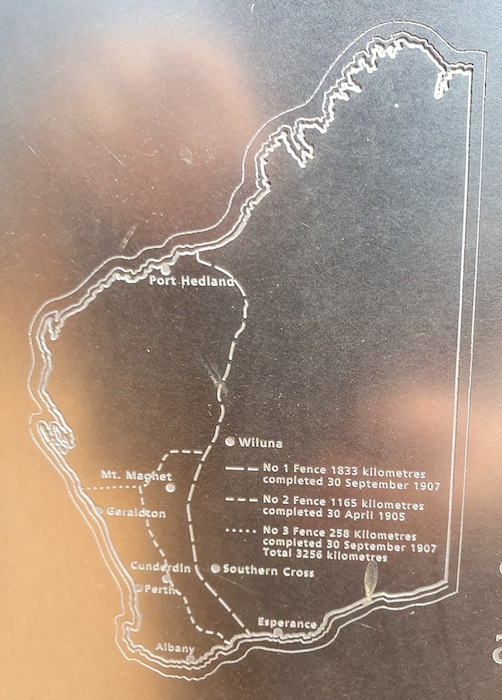 Port Hedland
Wiluna
No 1 Fence 1833 kilometres
completed 30 September 1907
Mt. Magnet
No 2 Fence 1165 kilometres
completed 30 April 1905
Geraldton
No 3 Fence 258 Kilometres
completed 30 September 1907
Total 3256 kilometres
Cunderdin
Southern Cross
Perth
Esperance
Albany